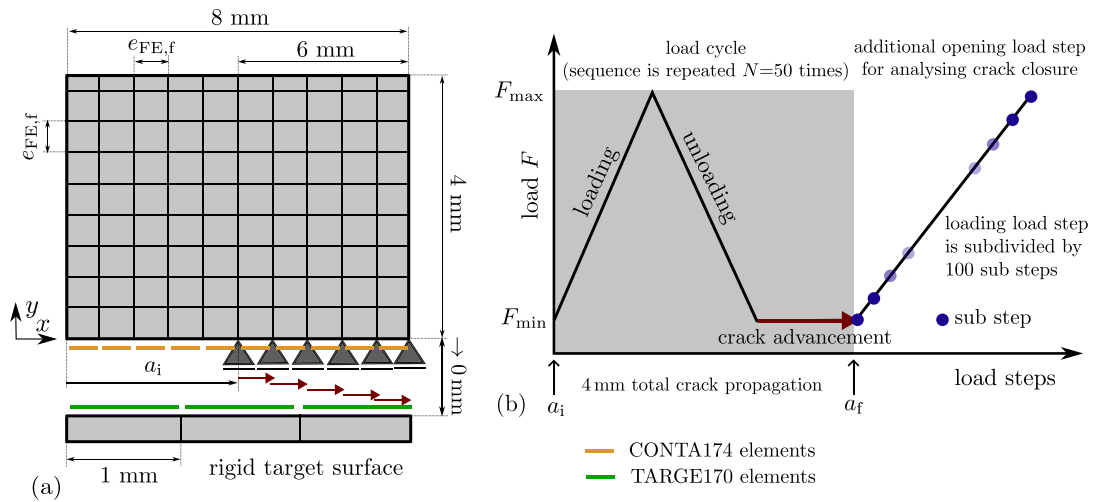 8 mm
e_FE,f
6 mm
e_FE,f
4 mm
y
x
a_i
→ 0 mm
1 mm
rigid target surface
(a)
load cycle
(sequence is repeated N=50 times)
additional opening load step
for analysing crack closure
F_max
load F
loading
unloading
loading load step
is subdivided by
100 sub steps
F_min
sub step
crack advancement
load steps
4 mm total crack propagation
(b)
a_i
a_f
CONTA174 elements
TARGE170 elements